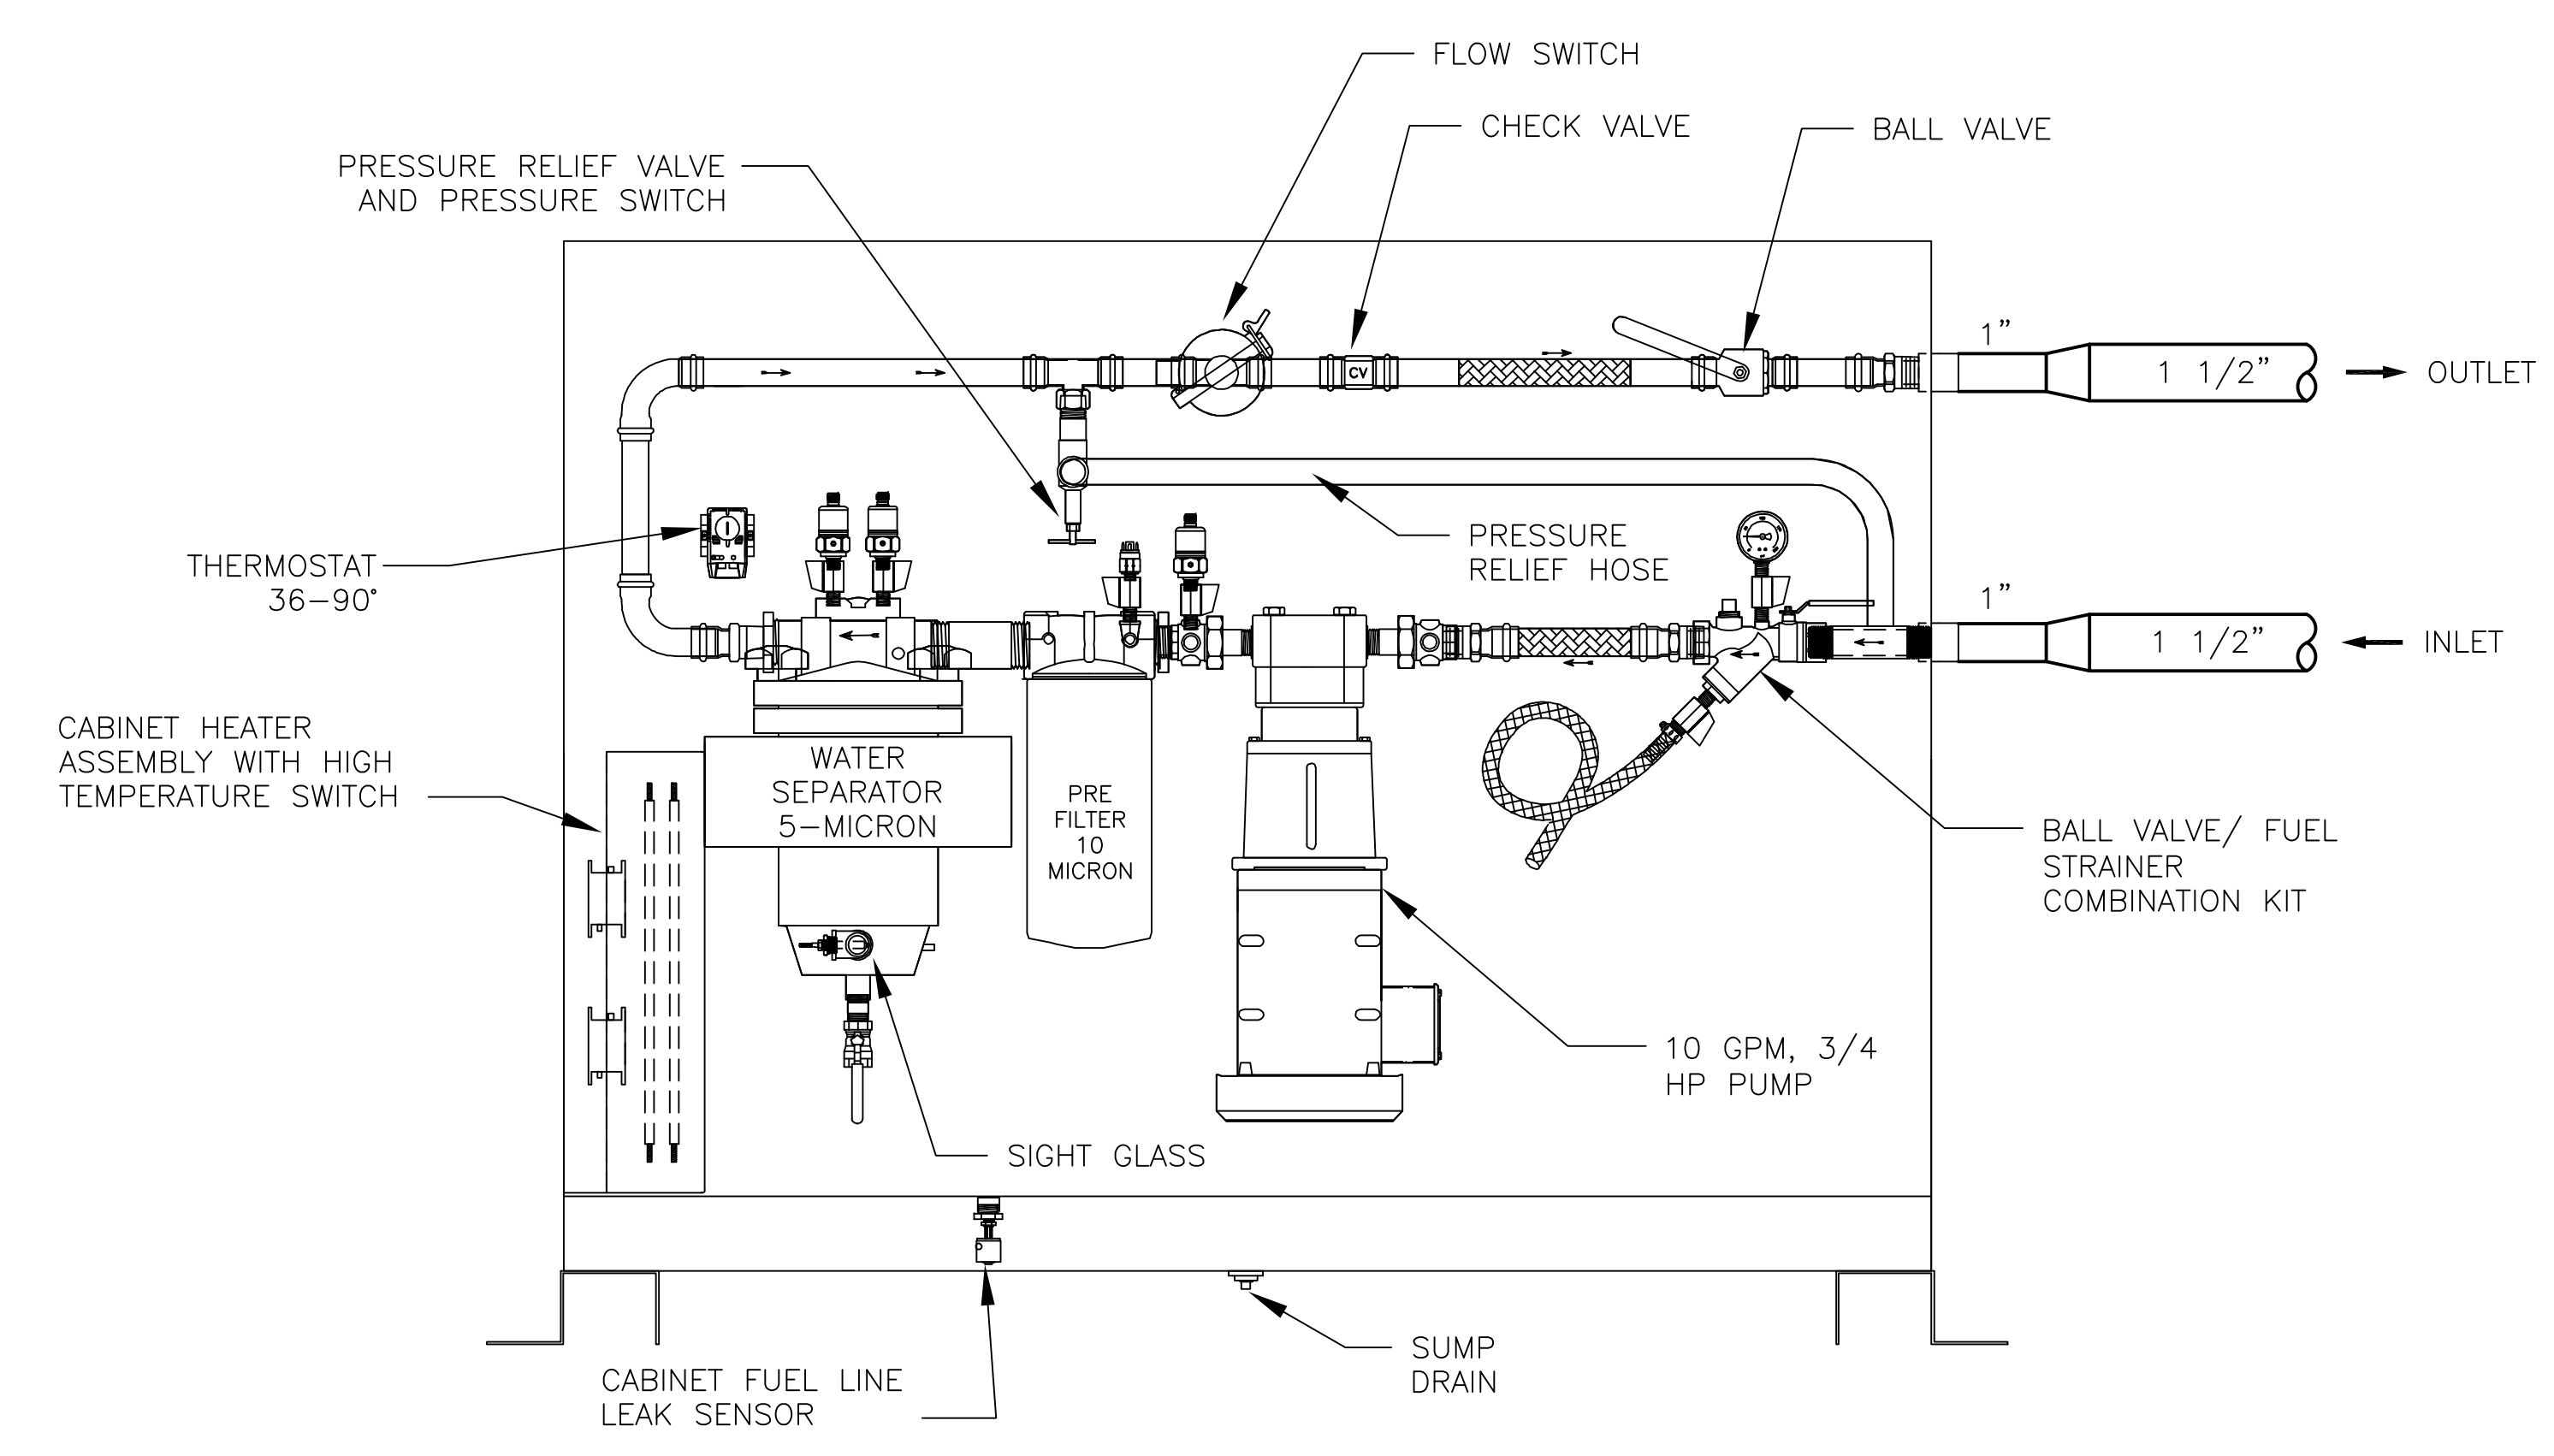 FLOW SWITCH
CHECK VALVE
BALL VALVE
PRESSURE RELIEF VALVE
AND PRESSURE SWITCH
1"
CV
1 1/2"
OUTLET
PRESSURE
RELIEF HOSE
THERMOSTAT
36-90°
1"
1 1/2"
INLET
CABINET HEATER
ASSEMBLY WITH HIGH
TEMPERATURE SWITCH
WATER
SEPARATOR
5-MICRON
PRE
FILTER
10
MICRON
BALL VALVE/ FUEL
STRAINER
COMBINATION KIT
10 GPM, 3/4
HP PUMP
SIGHT GLASS
SUMP
DRAIN
CABINET FUEL LINE
LEAK SENSOR